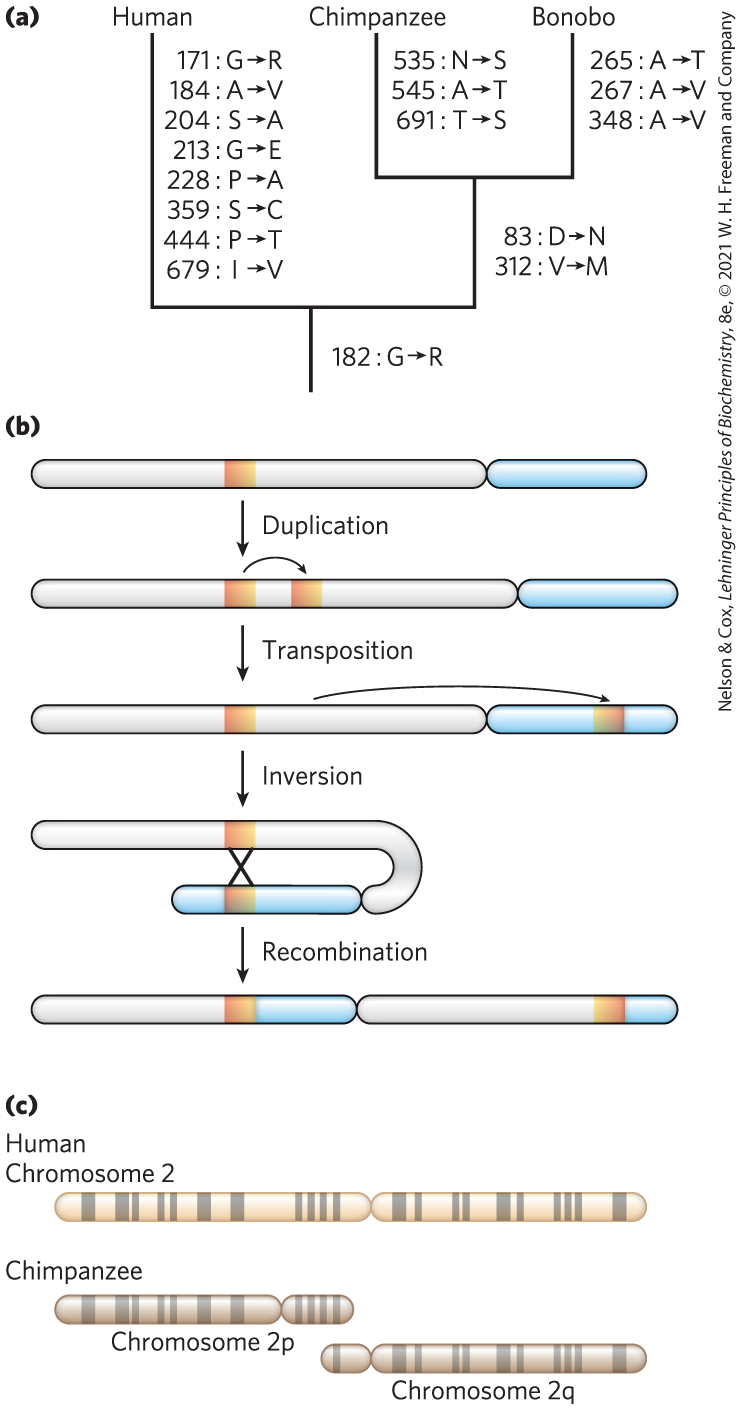 (a)
Human
171 : G→R
184 : A→V
204 : S→A
213 : G→E
228 : P→A
359 : S→C
444 : P→T
679 : I→V
Chimpanzee
535 : N→S
545 : A→T
691 : T→S
Bonobo
265 : A→T
267 : A→V
348 : A→V
83 : D→N
312 : V→M
182 : G→R
(b)
Duplication
Transposition
Inversion
Recombination
(c)
Human
Chromosome 2
Chimpanzee
Chromosome 2p
Chromosome 2q
Nelson & Cox, Lehninger Principles of Biochemistry, 8e, © 2021 W. H. Freeman and Company